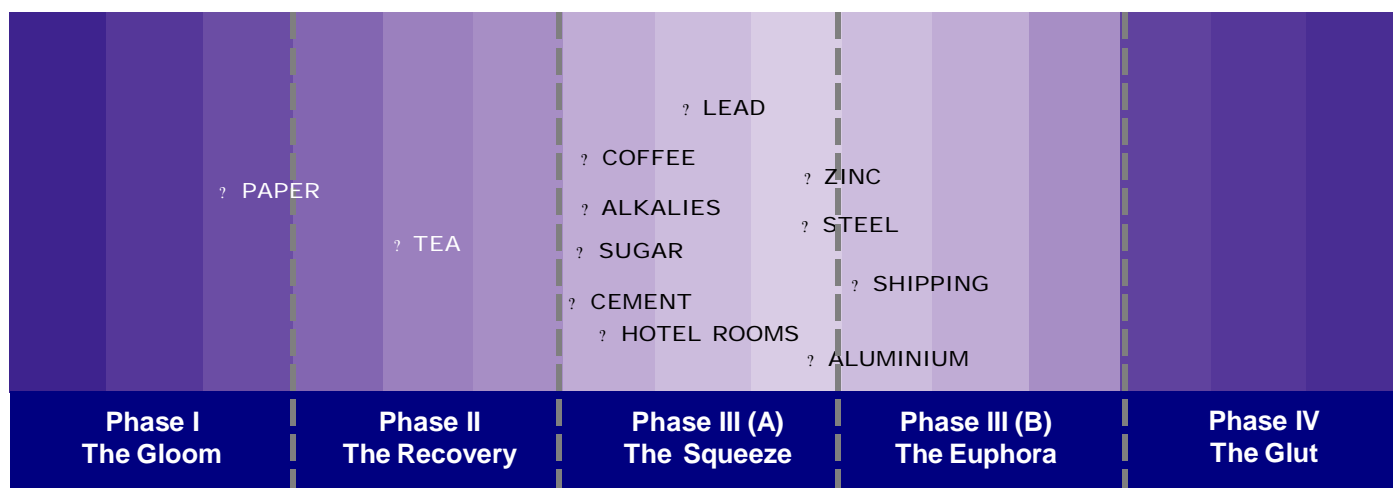 ? LEAD
? COFFEE
? ZINC
? PAPER
? ALKALIES
? STEEL
? TEA
? SUGAR
? SHIPPING
? CEMENT
? HOTEL ROOMS
? ALUMINIUM
Phase I
The Gloom
Phase II
The Recovery
Phase III (A)
The Squeeze
Phase III (B)
The Euphora
Phase IV
The Glut